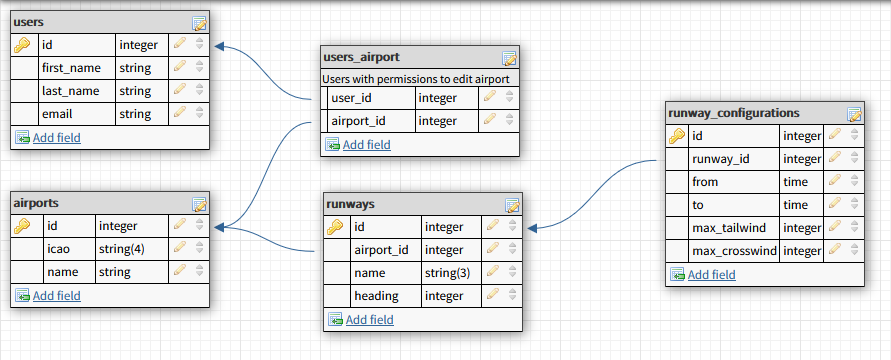 users
id integer
first_name string
last_name string
email string
Add field
users_airport
Users with permissions to edit airport
user_id integer
airport_id integer
Add field
airports
id integer
icao string(4)
name string
Add field
runways
id integer
airport_id integer
name string(3)
heading integer
Add field
runway_configurations
id integer
runway_id integer
from time
to time
max_tailwind integer
max_crosswind integer
Add field